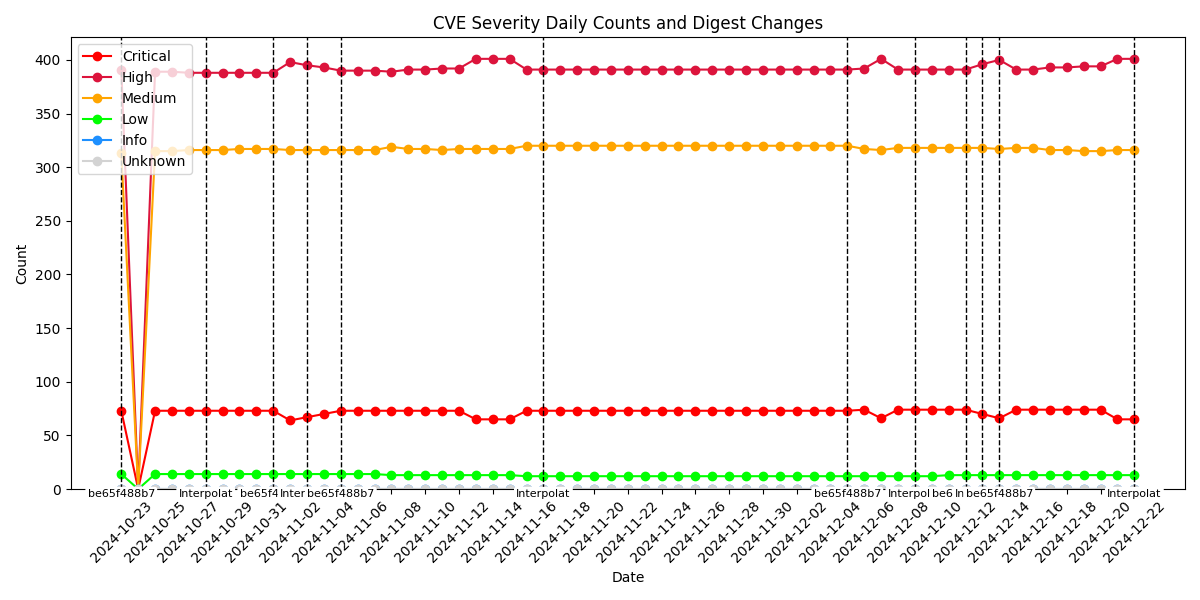 CVE Severity Daily Counts and Digest Changes
Critical
High
Medium
Low
Info
Unknown
Count
400
350
300
250
200
150
100
50
0
be65f488b7
Interpolat
be65f4
Inter
be65f488b7
Interpolat
be65f488b7
Interpol
be6
In
be65f488b7
Interpolat
2024-10-23
2024-10-25
2024-10-27
2024-10-29
2024-10-31
2024-11-02
2024-11-04
2024-11-06
2024-11-08
2024-11-10
2024-11-12
2024-11-14
2024-11-16
2024-11-18
2024-11-20
2024-11-22
2024-11-24
2024-11-26
2024-11-28
2024-11-30
2024-12-02
2024-12-04
2024-12-06
2024-12-08
2024-12-10
2024-12-12
2024-12-14
2024-12-16
2024-12-18
2024-12-20
2024-12-22
Date